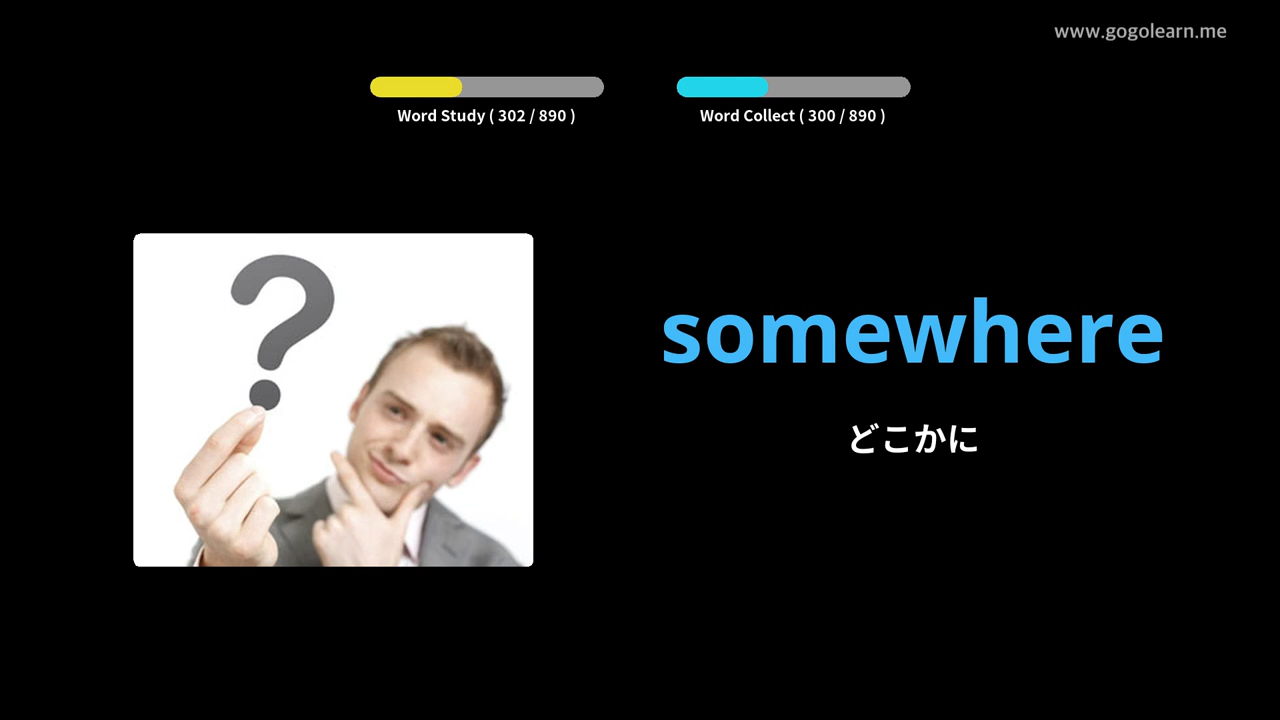 www.gogolearn.me
Word Study ( 302 / 890 )
Word Collect ( 300 / 890 )
?
somewhere
どこかに